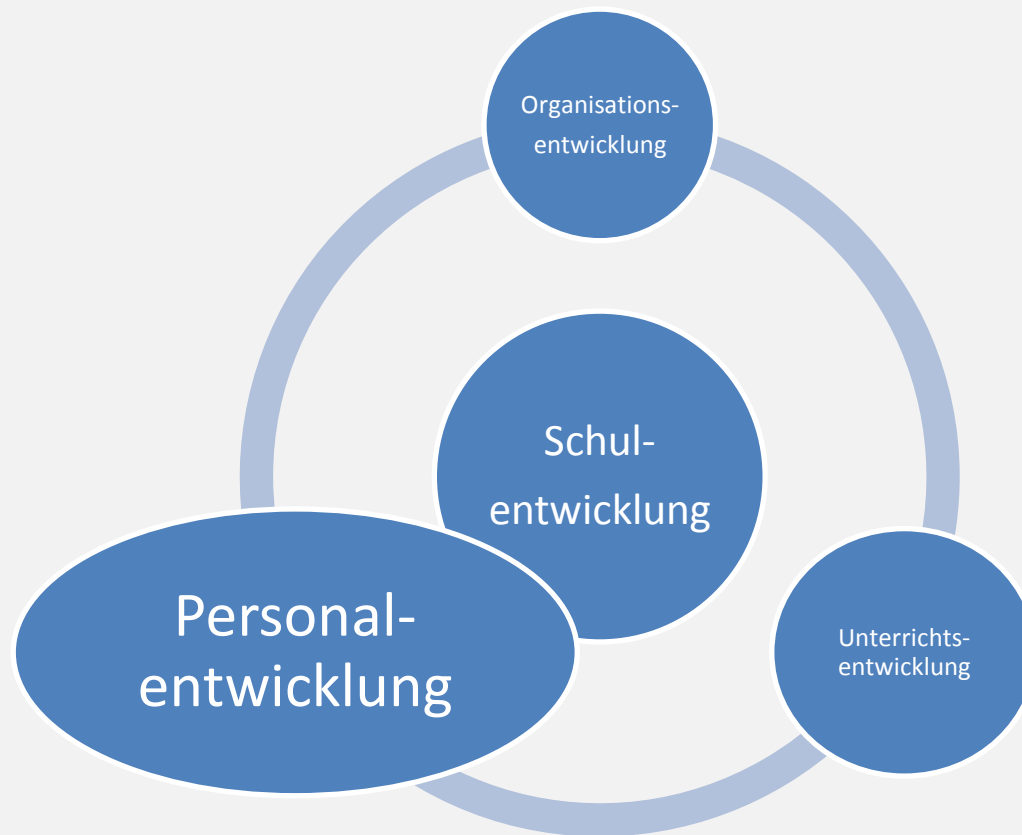 Organisations-
entwicklung
Schul-
entwicklung
Personal-
entwicklung
Unterrichts-
entwicklung